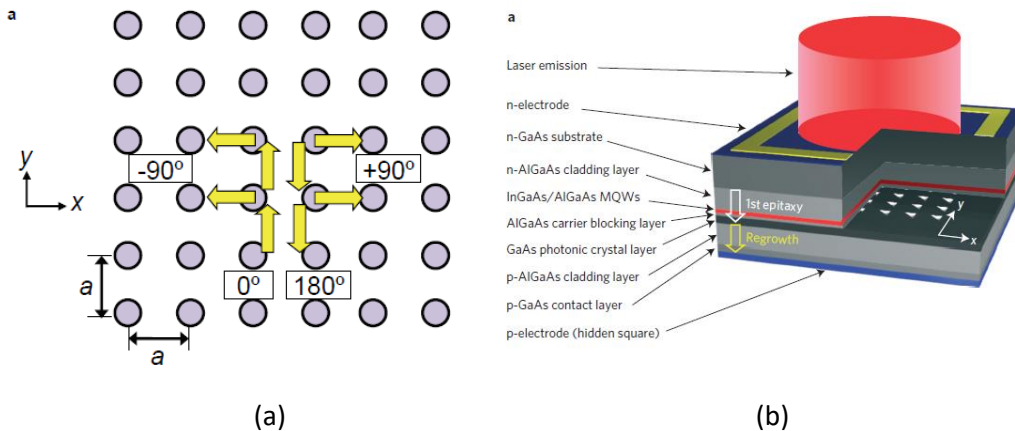 a
y
x
-90º
+90º
0º
180º
a
a
(a)
a
Laser emission
n-electrode
n-GaAs substrate
n-AlGaAs cladding layer
InGaAs/AlGaAs MQWs
AlGaAs carrier blocking layer
GaAs photonic crystal layer
p-AlGaAs cladding layer
p-GaAs contact layer
p-electrode (hidden square)
1st epitaxy
Regrowth
y
x
(b)